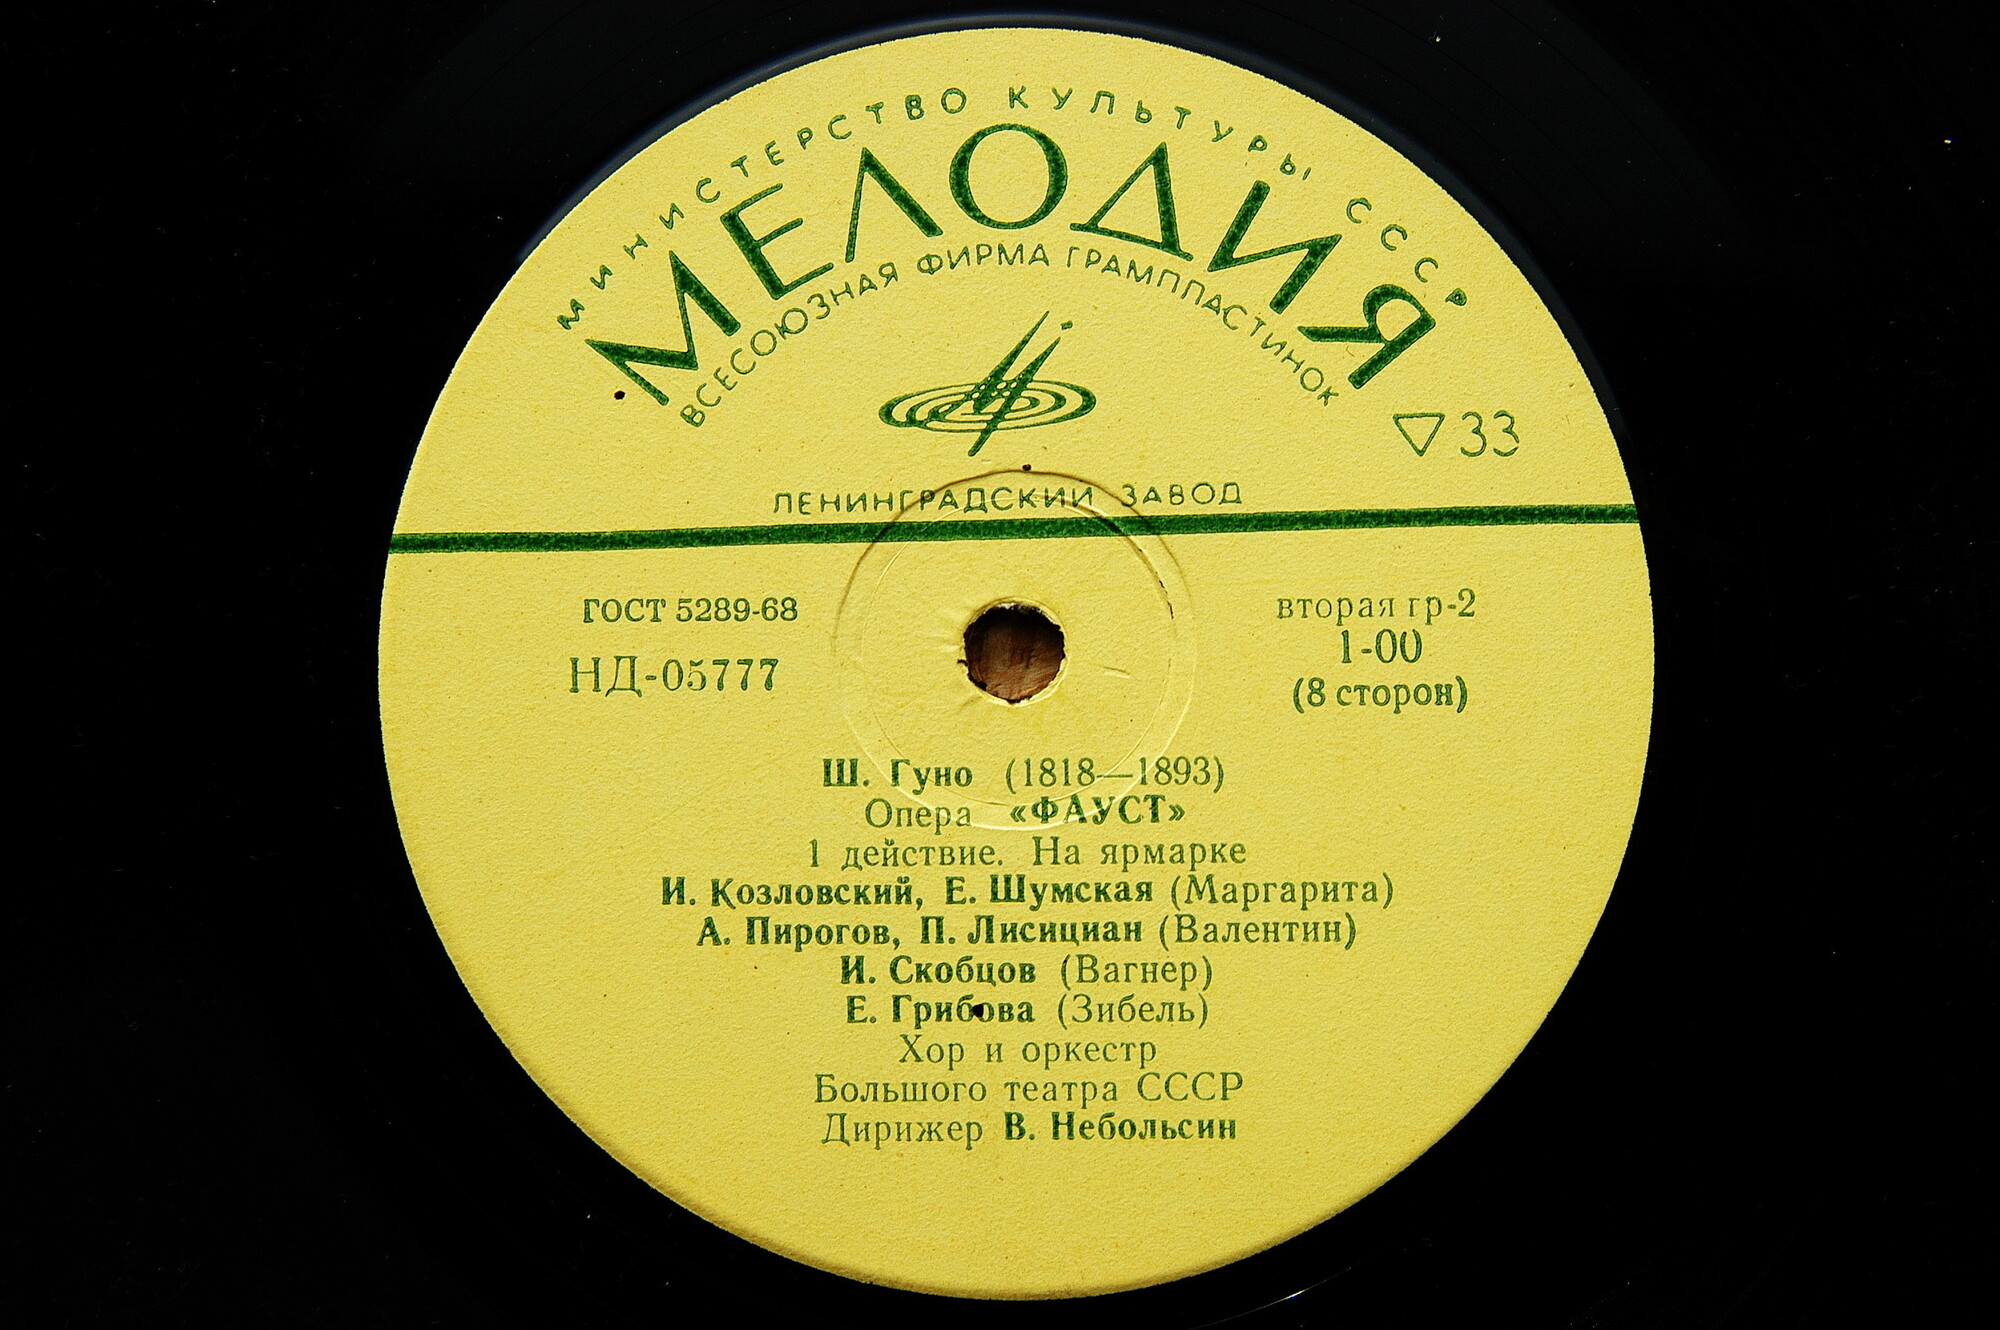 МИНИСТЕРСТВО КУЛЬТУРЫ СССР
МЕЛОДИЯ
ВСЕСОЮЗНАЯ ФИРМА ГРАМПЛАСТИНОК
▽33
ЛЕНИНГРАДСКИЙ ЗАВОД
ГОСТ 5289-68
НД-05777
вторая гр-2
1-00
(8 сторон)
Ш. Гуно (1818—1893)
Опера «ФАУСТ»
1 действие. На ярмарке
И. Козловский, Е. Шумская (Маргарита)
А. Пирогов, П. Лисициан (Валентин)
И. Скобцов (Вагнер)
Е. Грибова (Зибель)
Хор и оркестр
Большого театра СССР
Дирижер В. Небольсин